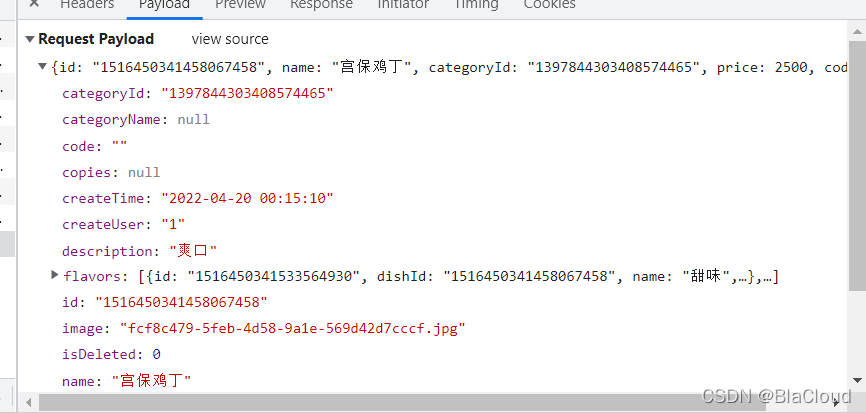 Headers Payload Preview Response Initiator Timing Cookies
Request Payload view source
{id: "1516450341458067458", name: "宫保鸡丁", categoryId: "1397844303408574465", price: 2500, cod
categoryId: "1397844303408574465"
categoryName: null
code: ""
copies: null
createTime: "2022-04-20 00:15:10"
createUser: "1"
description: "爽口"
flavors: [{id: "1516450341533564930", dishId: "1516450341458067458", name: "甜味",…},…]
id: "1516450341458067458"
image: "fcf8c479-5feb-4d58-9a1e-569d42d7cccf.jpg"
isDeleted: 0
name: "宫保鸡丁"
CSDN @BlaCloud